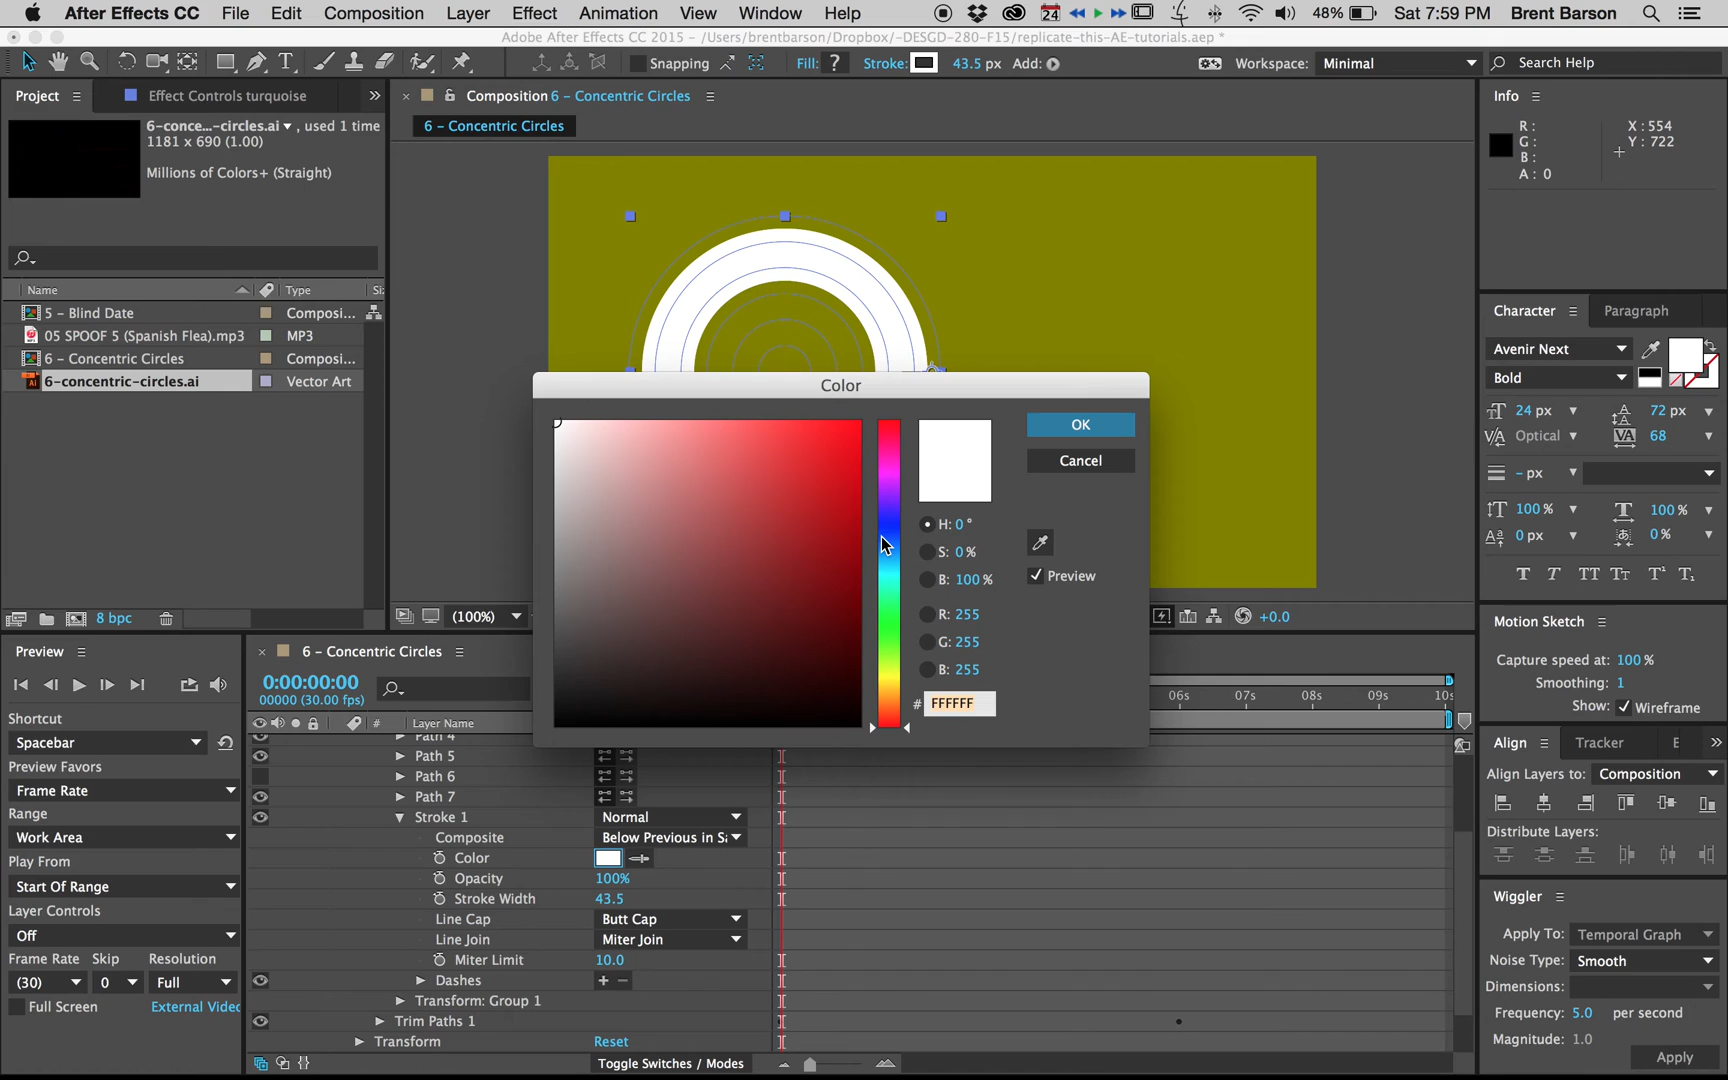 After Effects CC File Edit Composition Layer Effect Animation View Window Help 24 48% Sat 7:59 PM Brent Barson
Adobe After Effects CC 2015 - /Users/brentbarson/Dropbox/-DESGD-280-F15/replicate-this-AE-tutorials.aep *
Snapping Fill: ? Stroke: 43.5 px Add: Workspace: Minimal Search Help
Project Effect Controls turquoise Composition 6 – Concentric Circles Info
6-conce...-circles.ai , used 1 time
1181 x 690 (1.00)
Millions of Colors+ (Straight)
6 – Concentric Circles
R: X : 554
G: Y : 722
B:
A : 0
Name Type Si
5 – Blind Date Composi...
05 SPOOF 5 (Spanish Flea).mp3 MP3
6 – Concentric Circles Composi...
6-concentric-circles.ai Vector Art
Ai
8 bpc
Character Paragraph
Avenir Next
Bold
24 px 72 px
Optical 68
- px
100 % 100 %
0 px 0 %
T T TT Tr T¹ T₁
Color
OK
Cancel
H: 0 °
S: 0 %
B: 100 %
Preview
R: 255
G: 255
B: 255
# FFFFFF
(100%) +0.0
Motion Sketch
Capture speed at: 100 %
Smoothing: 1
Show: Wireframe
Preview
Shortcut
Spacebar
Preview Favors
Frame Rate
Range
Work Area
Play From
Start Of Range
Layer Controls
Off
Frame Rate Skip Resolution
(30) 0 Full
Full Screen External Video
6 – Concentric Circles
0:00:00:00
00000 (30.00 fps)
06s 07s 08s 09s 10s
# Layer Name
Path 4
Path 5
Path 6
Path 7
Stroke 1 Normal
Composite Below Previous in Sa
Color
Opacity 100%
Stroke Width 43.5
Line Cap Butt Cap
Line Join Miter Join
Miter Limit 10.0
Dashes + −
Transform: Group 1
Trim Paths 1
Transform Reset
Toggle Switches / Modes
Align Tracker E
Align Layers to: Composition
Distribute Layers:
Wiggler
Apply To: Temporal Graph
Noise Type: Smooth
Dimensions:
Frequency: 5.0 per second
Magnitude: 1.0
Apply